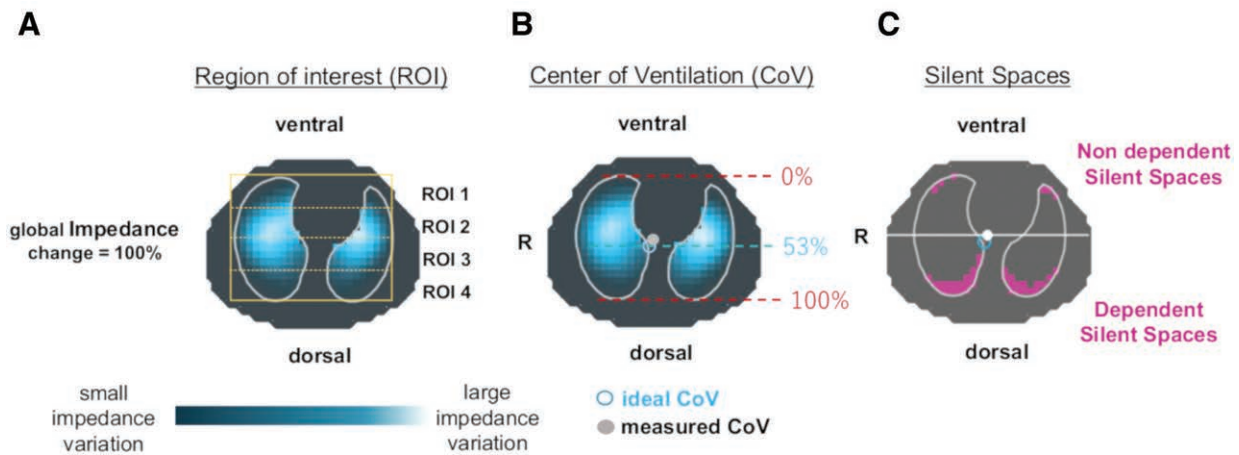 A
B
C
Region of interest (ROI)
Center of Ventilation (CoV)
Silent Spaces
ventral
ventral
ventral
ROI 1
ROI 2
ROI 3
ROI 4
global Impedance
change = 100%
R
0%
53%
100%
R
Non dependent
Silent Spaces
Dependent
Silent Spaces
dorsal
dorsal
dorsal
small
impedance
variation
large
impedance
variation
ideal CoV
measured CoV